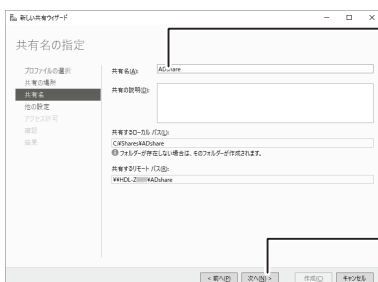 新しい共有ウィザード
共有名の指定
プロファイルの選択
共有の場所
共有名
他の設定
アクセス許可
確認
結果
共有名(A):
ADshare
共有の説明(D):
共有するローカル パス(L):
C:¥Shares¥ADshare
フォルダーが存在しない場合は、そのフォルダーが作成されます。
共有するリモート パス(R):
¥¥HDL-Z ¥ADshare
< 前へ(P) 次へ(N) > 作成(C) キャンセル